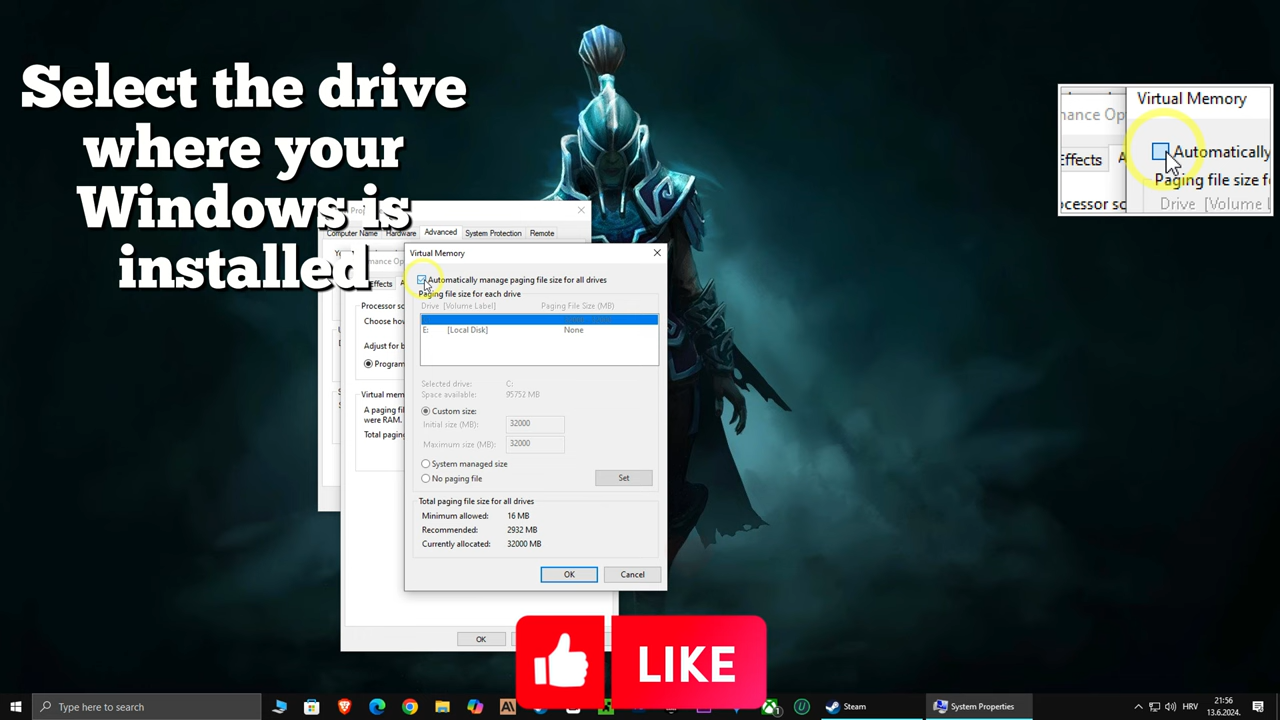 Select the drive
where your
Windows is
installed
Virtual Memory
nance Op
Effects
Automatically
Paging file size f
ocessor sc
Drive [Volume Label]
Computer Name
Hardware
Advanced
System Protection
Remote
mance Opt
Effects
Processor sc
Choose how
Adjust for b
Program
Virtual mem
A paging fil
were RAM.
Total paging
Virtual Memory
Automatically manage paging file size for all drives
Paging file size for each drive
Drive [Volume Label] Paging File Size (MB)
E: [Local Disk] None
Selected drive: C:
Space available: 95752 MB
Custom size:
Initial size (MB): 32000
Maximum size (MB): 32000
System managed size
No paging file
Set
Total paging file size for all drives
Minimum allowed: 16 MB
Recommended: 2932 MB
Currently allocated: 32000 MB
OK Cancel
OK
LIKE
Type here to search
Steam
System Properties
HRV
21:56
13.6.2024.